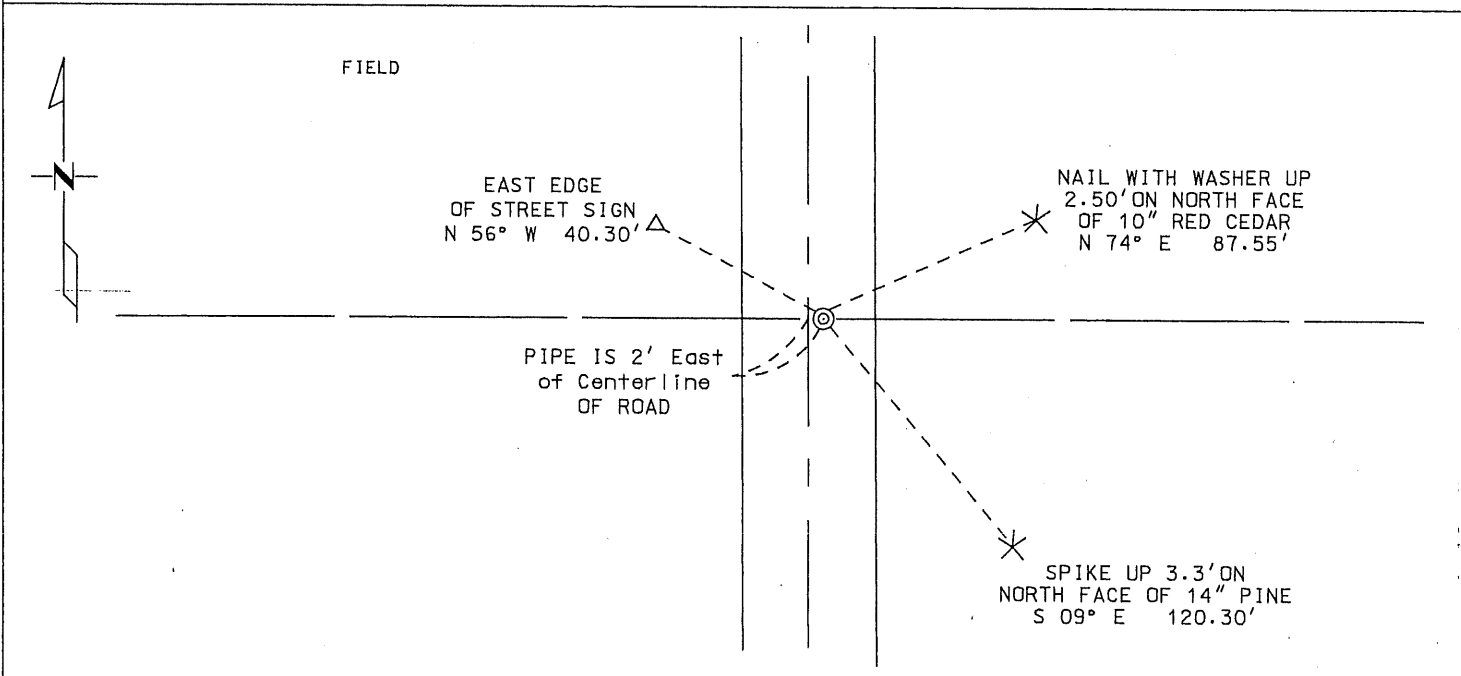 FIELD
N
EAST EDGE
OF STREET SIGN
N 56° W 40.30'
NAIL WITH WASHER UP
2.50' ON NORTH FACE
OF 10" RED CEDAR
N 74° E 87.55'
PIPE IS 2' East
of Centerline
OF ROAD
SPIKE UP 3.3' ON
NORTH FACE OF 14" PINE
S 09° E 120.30'